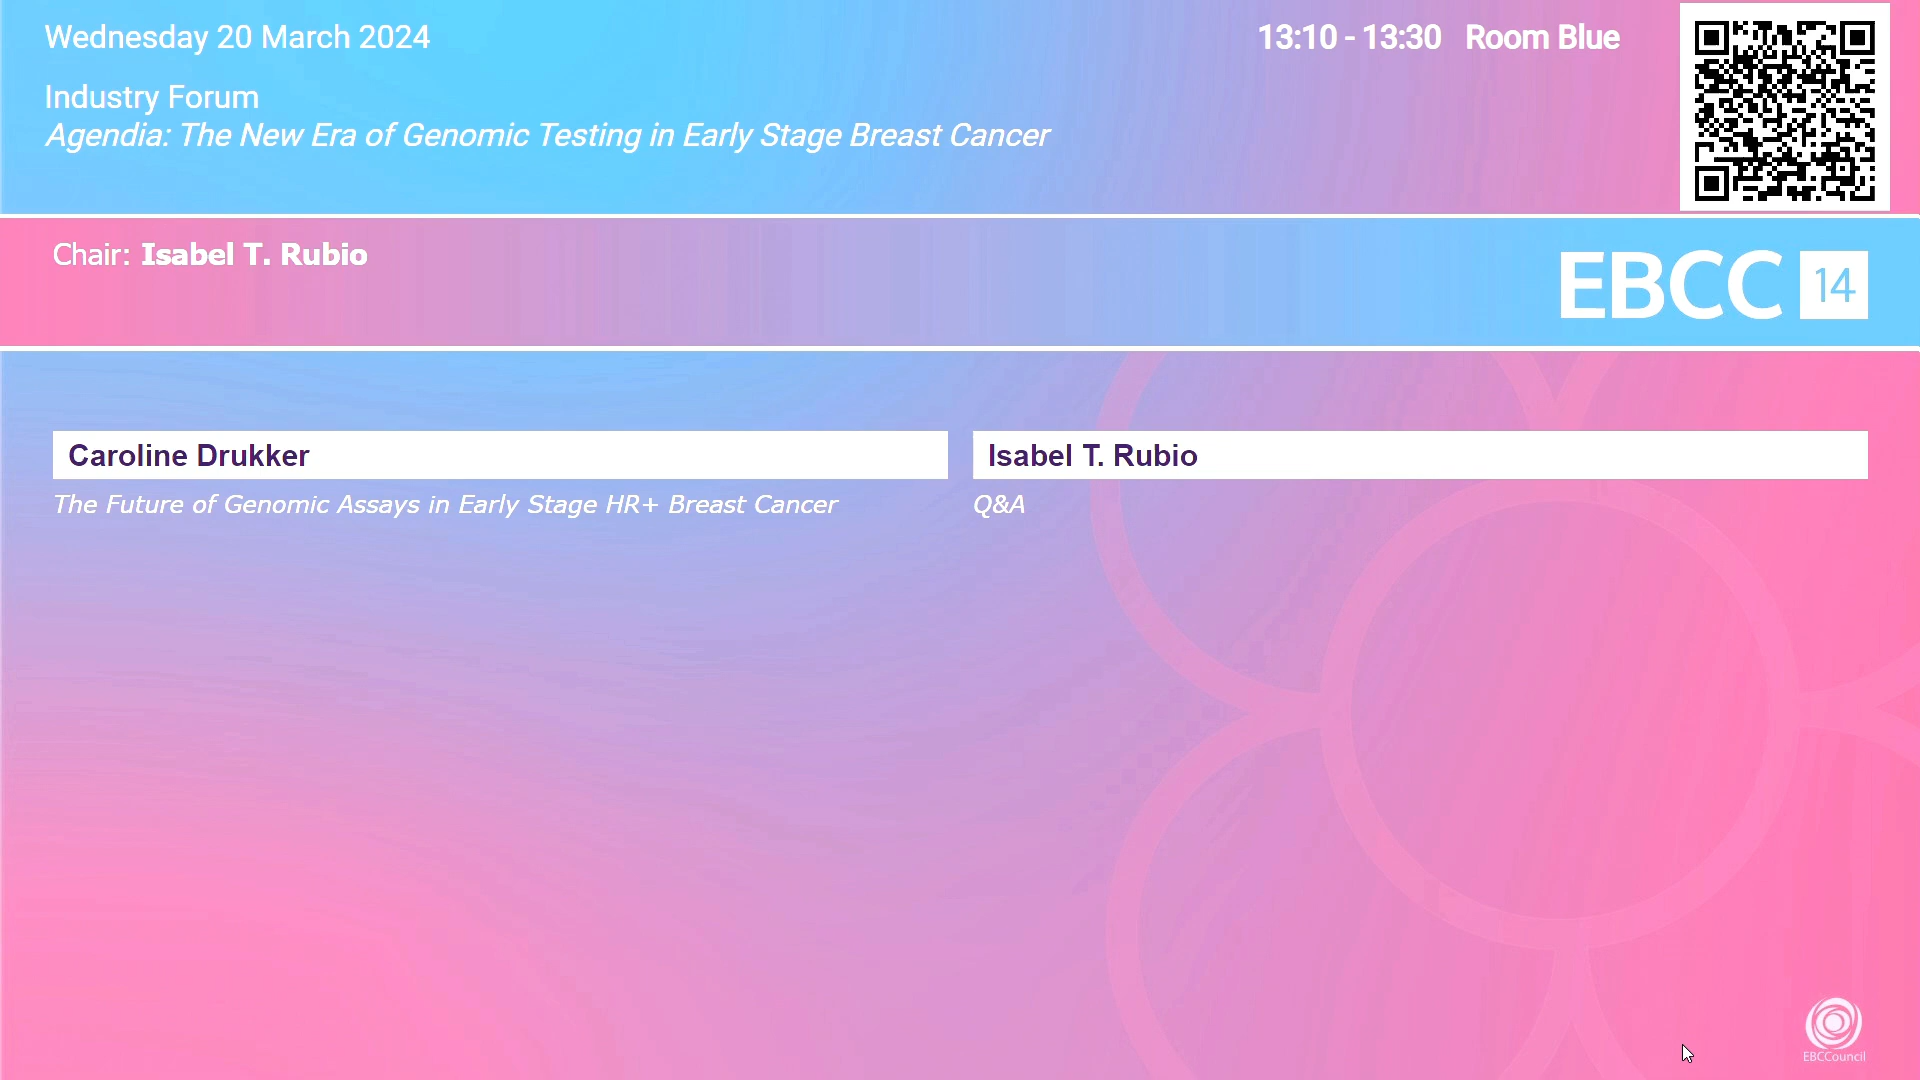 Wednesday 20 March 2024
13:10 - 13:30 Room Blue
Industry Forum
Agendia: The New Era of Genomic Testing in Early Stage Breast Cancer
Chair: Isabel T. Rubio
EBCC 14
Caroline Drukker
The Future of Genomic Assays in Early Stage HR+ Breast Cancer
Isabel T. Rubio
Q&A
EBCCouncil